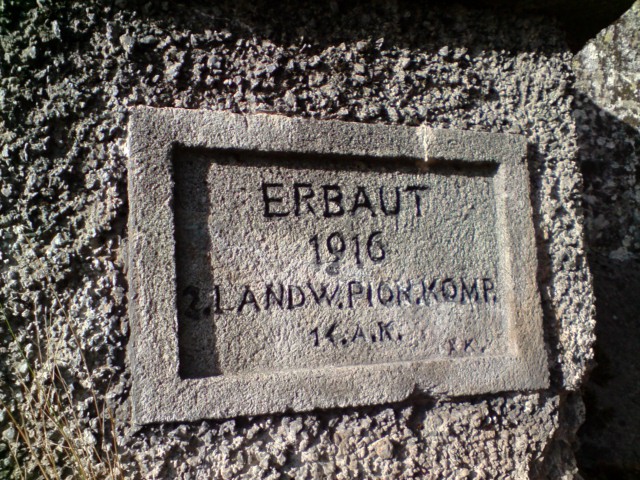 ERBAUT
1916
2.LANDW.PION.KOMP.
14.A.K.